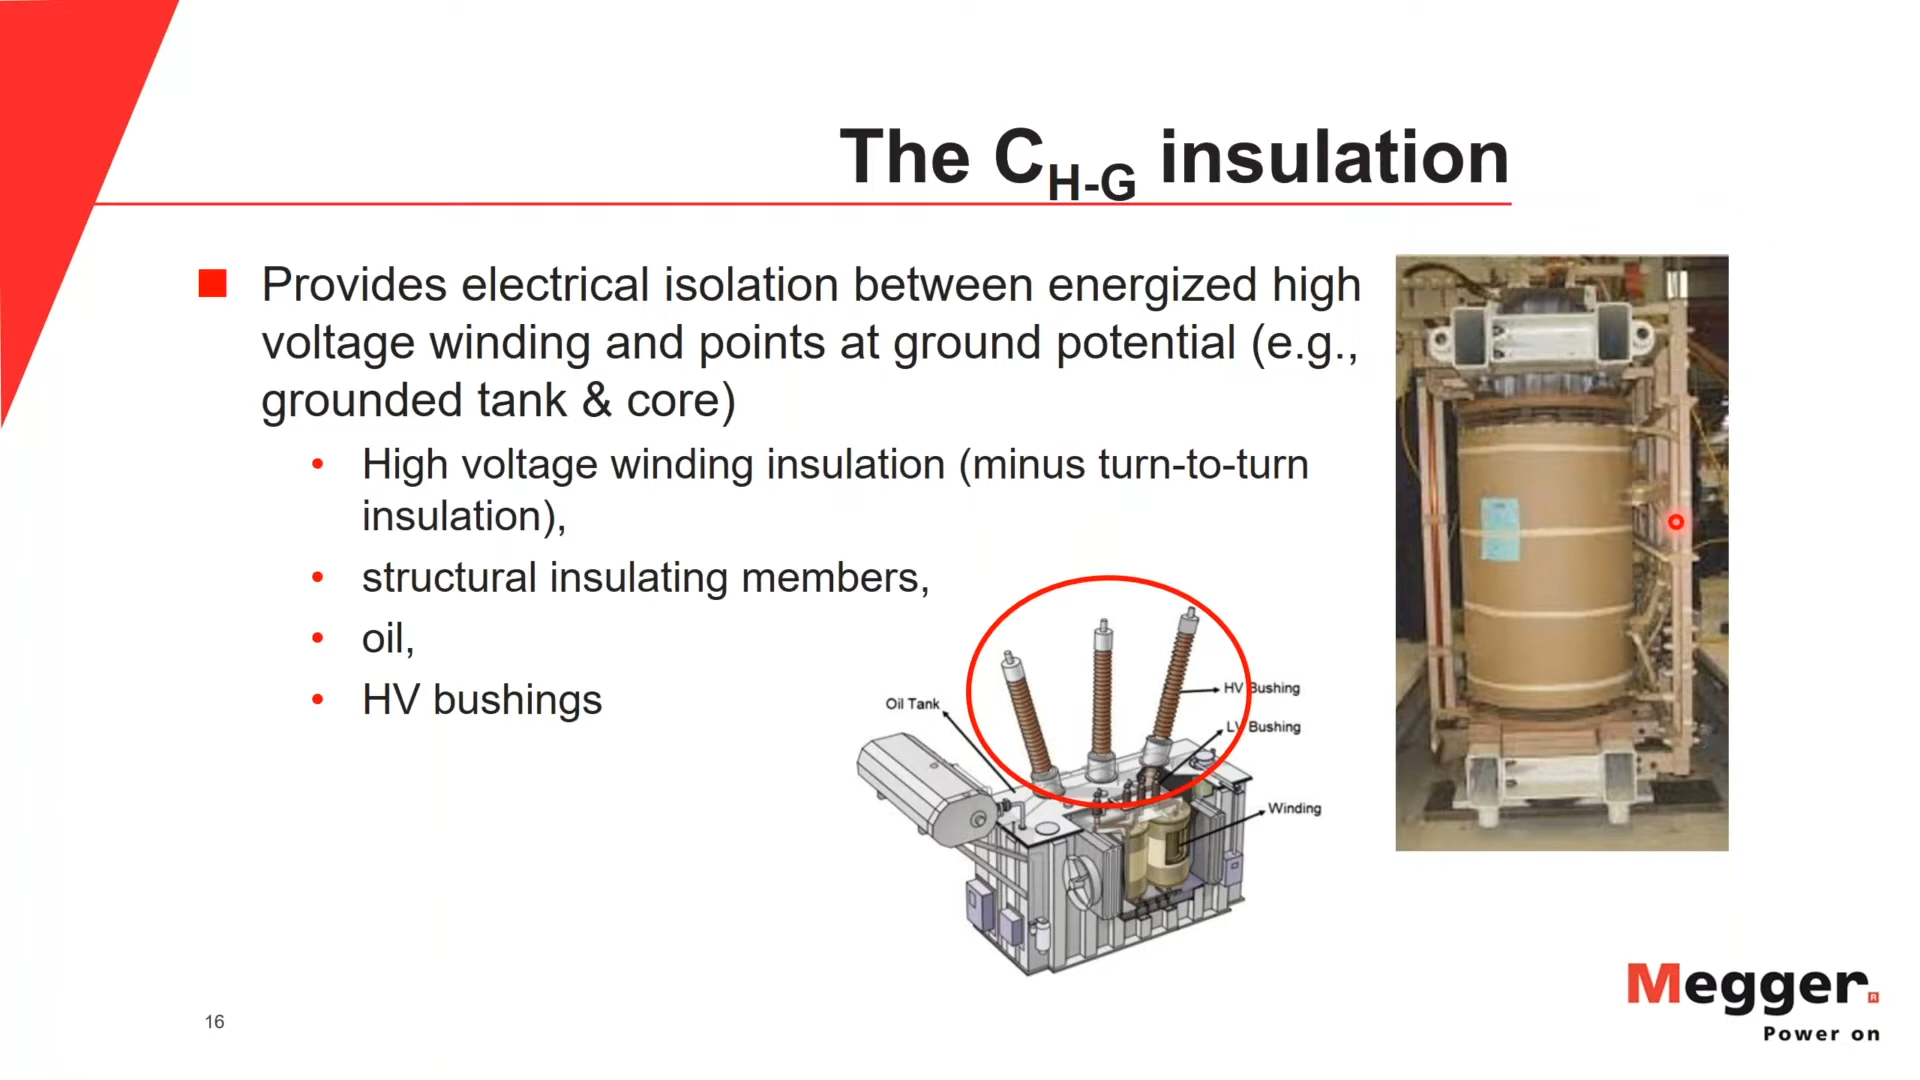 The C_H-G insulation
Provides electrical isolation between energized high
voltage winding and points at ground potential (e.g.,
grounded tank & core)
• High voltage winding insulation (minus turn-to-turn
insulation),
• structural insulating members,
• oil,
• HV bushings
Oil Tank
HV Bushing
LV Bushing
Winding
16
Megger.
Power on